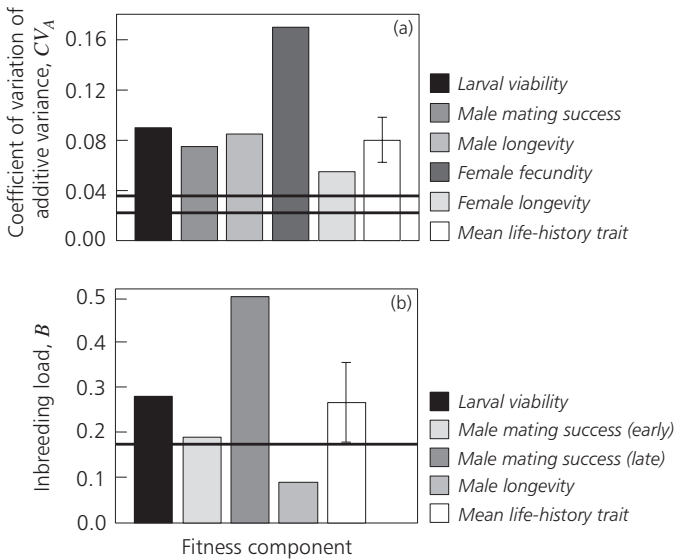 Coefficient of variation of
additive variance, CV_A
0.16
0.12
0.08
0.04
0.00
(a)
Larval viability
Male mating success
Male longevity
Female fecundity
Female longevity
Mean life-history trait
Inbreeding load, B
0.5
0.4
0.3
0.2
0.1
0.0
(b)
Larval viability
Male mating success (early)
Male mating success (late)
Male longevity
Mean life-history trait
Fitness component